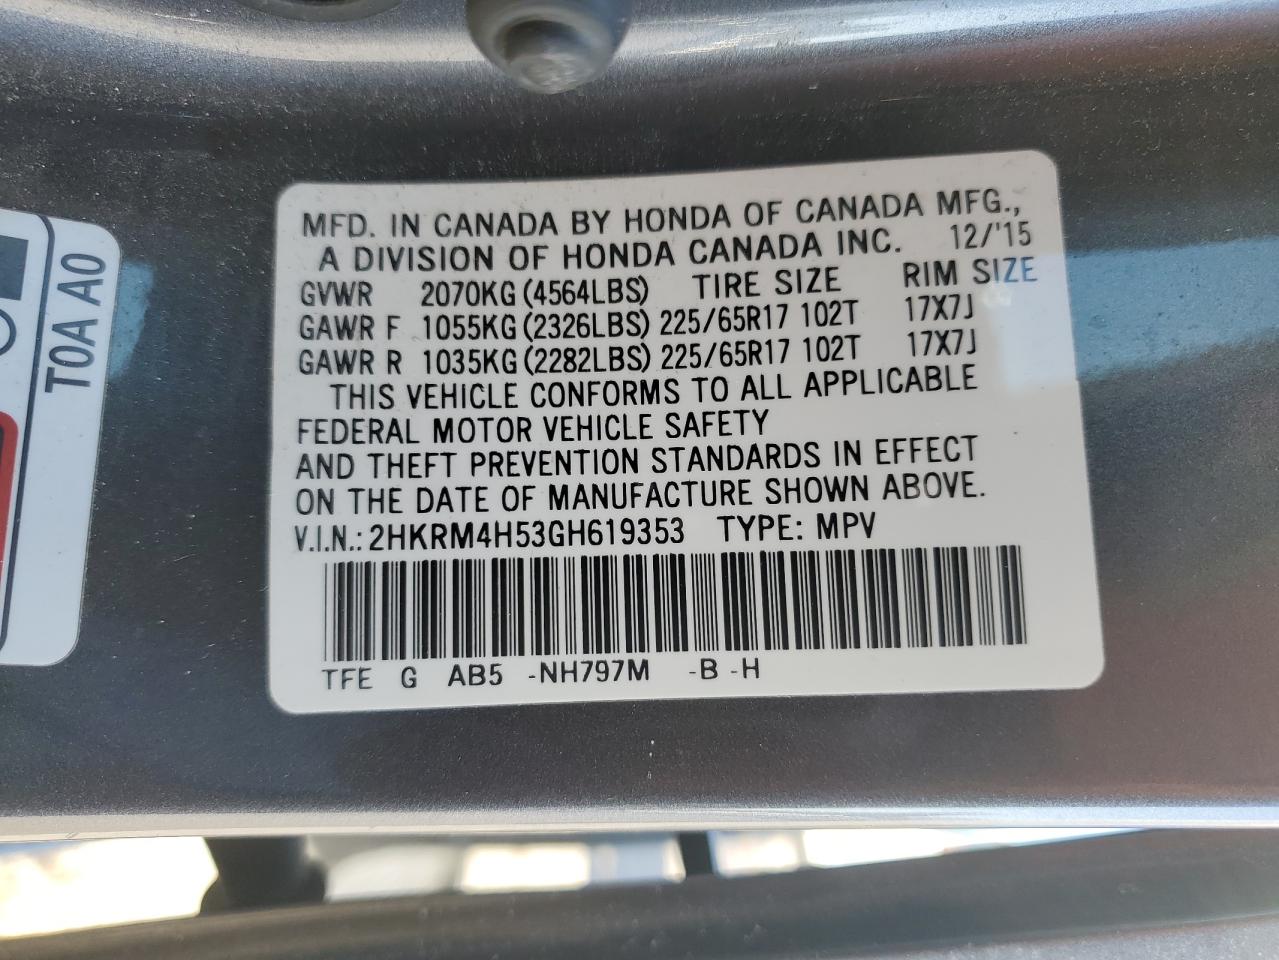 MFD. IN CANADA BY HONDA OF CANADA MFG.,
A DIVISION OF HONDA CANADA INC. 12/'15
GVWR 2070KG (4564LBS) TIRE SIZE RIM SIZE
GAWR F 1055KG (2326LBS) 225/65R17 102T 17X7J
GAWR R 1035KG (2282LBS) 225/65R17 102T 17X7J
THIS VEHICLE CONFORMS TO ALL APPLICABLE
FEDERAL MOTOR VEHICLE SAFETY
AND THEFT PREVENTION STANDARDS IN EFFECT
ON THE DATE OF MANUFACTURE SHOWN ABOVE.
V.I.N.: 2HKRM4H53GH619353 TYPE: MPV
TFE G AB5 -NH797M -B -H
T0A A0